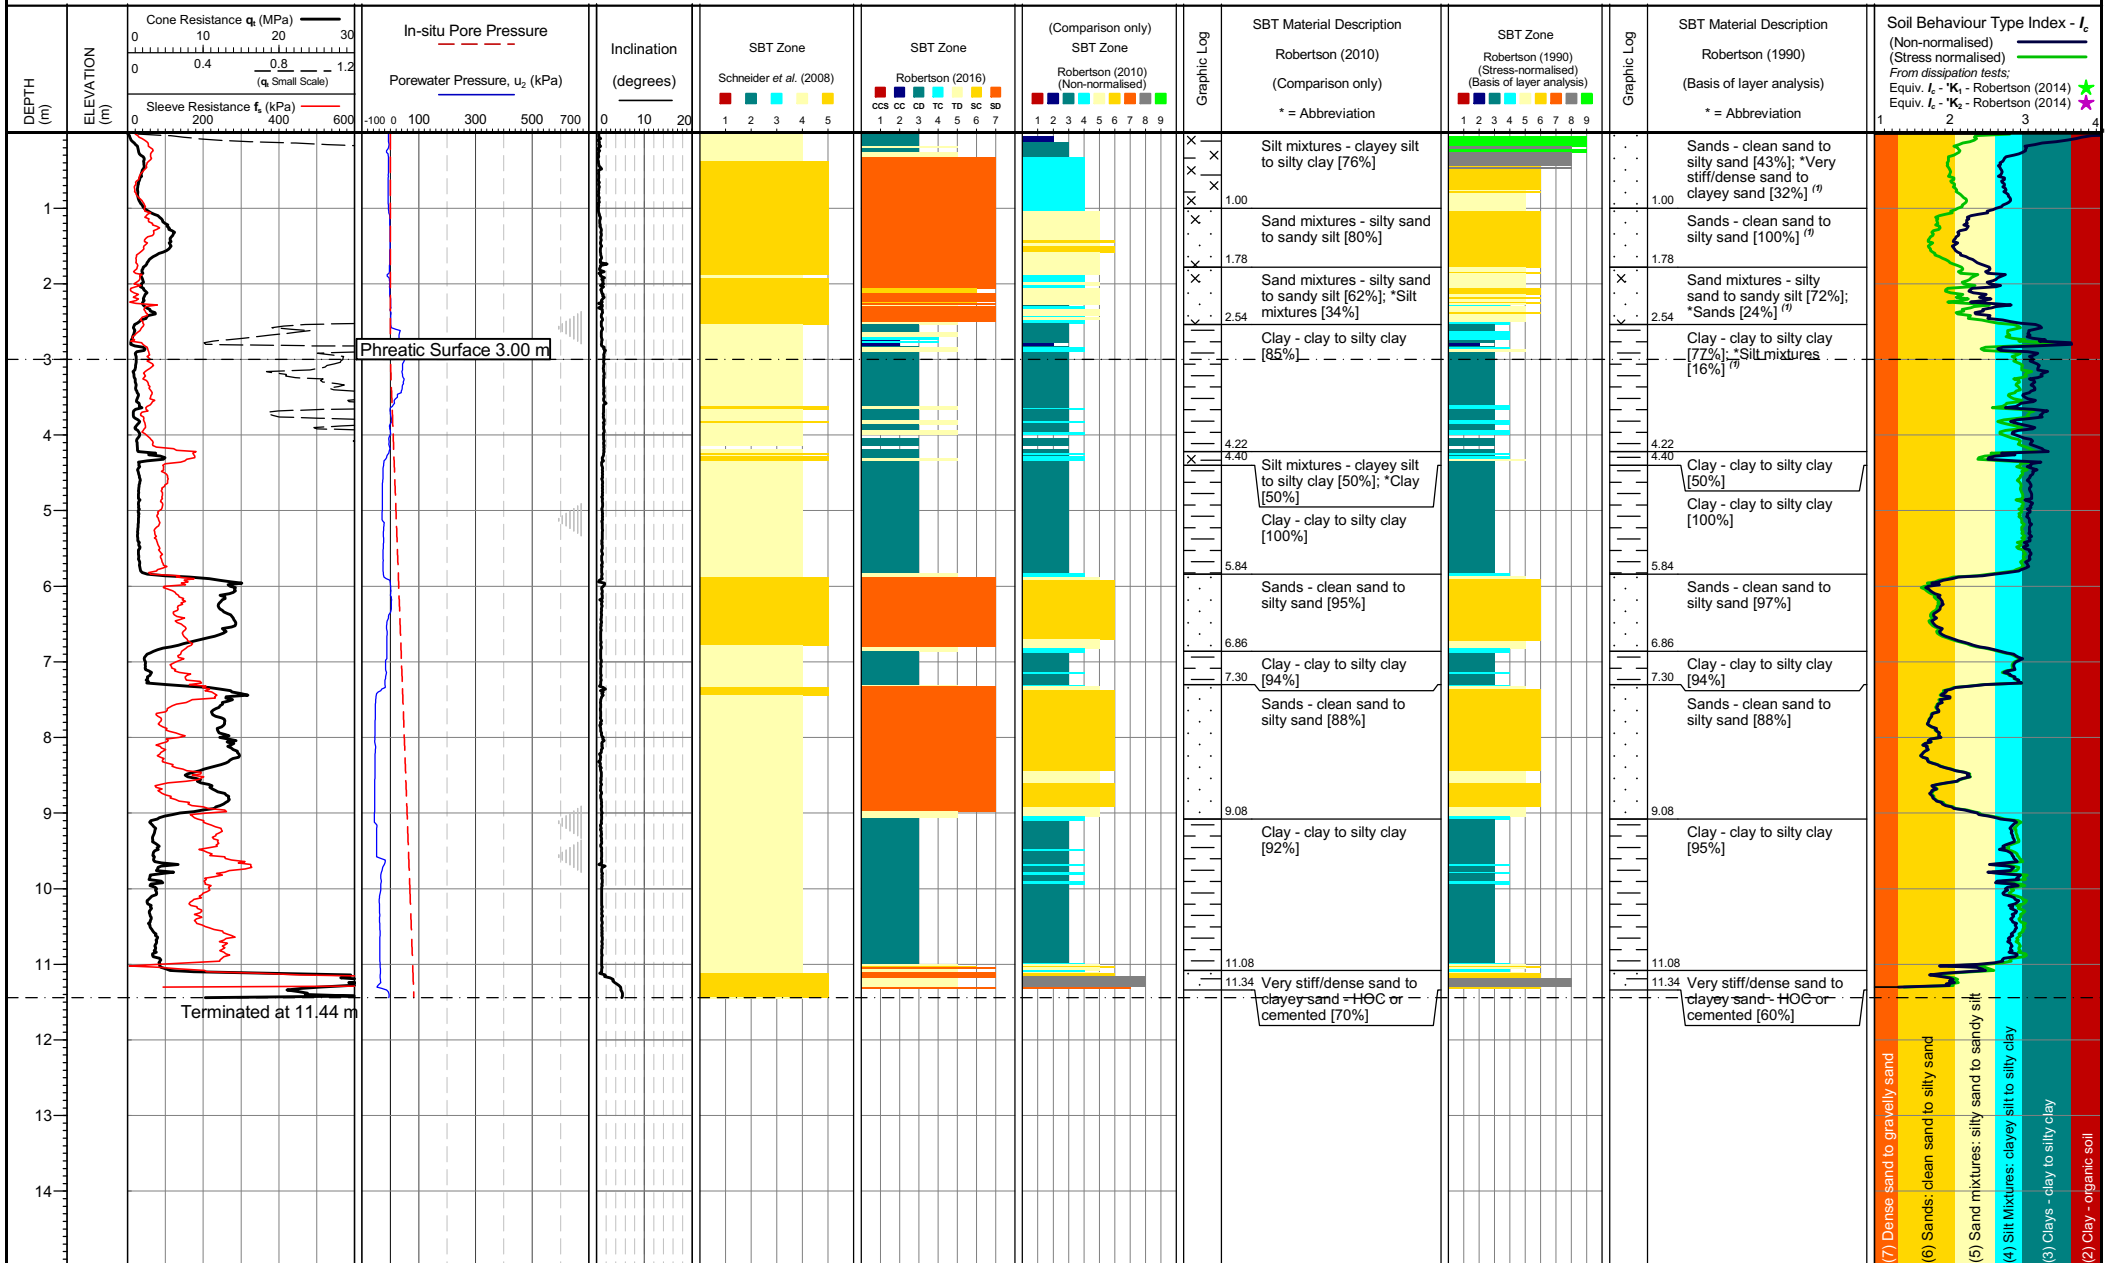 DEPTH
(m)
ELEVATION
(m)
Cone Resistance qt (MPa)
0 10 20 30
0 0.4 0.8 1.2
(qt Small Scale)
Sleeve Resistance fs (kPa)
0 200 400 600
In-situ Pore Pressure
Porewater Pressure, u2 (kPa)
-100 0 100 300 500 700
Inclination
(degrees)
0 10 20
SBT Zone
Schneider et al. (2008)
1 2 3 4 5
SBT Zone
Robertson (2016)
CCS CC CD TC TD SC SD
1 2 3 4 5 6 7
(Comparison only)
SBT Zone
Robertson (2010)
(Non-normalised)
1 2 3 4 5 6 7 8 9
Graphic Log
SBT Material Description
Robertson (2010)
(Comparison only)
* = Abbreviation
SBT Zone
Robertson (1990)
(Stress-normalised)
(Basis of layer analysis)
1 2 3 4 5 6 7 8 9
Graphic Log
SBT Material Description
Robertson (1990)
(Basis of layer analysis)
* = Abbreviation
Soil Behaviour Type Index - Ic
(Non-normalised)
(Stress normalised)
From dissipation tests;
Equiv. Ic - 'K1 - Robertson (2014)
Equiv. Ic - 'K2 - Robertson (2014)
1 2 3 4
1
2
3
4
5
6
7
8
9
10
11
12
13
14
Phreatic Surface 3.00 m
Terminated at 11.44 m
Silt mixtures - clayey silt
to silty clay [76%]
1.00
Sand mixtures - silty sand
to sandy silt [80%]
1.78
Sand mixtures - silty sand
to sandy silt [62%]; *Silt
mixtures [34%]
2.54
Clay - clay to silty clay
[85%]
4.22
4.40
Silt mixtures - clayey silt
to silty clay [50%]; *Clay
[50%]
Clay - clay to silty clay
[100%]
5.84
Sands - clean sand to
silty sand [95%]
6.86
Clay - clay to silty clay
[94%]
7.30
Sands - clean sand to
silty sand [88%]
9.08
Clay - clay to silty clay
[92%]
11.08
11.34
Very stiff/dense sand to
clayey sand - HOC or
cemented [70%]
Sands - clean sand to
silty sand [43%]; *Very
stiff/dense sand to
clayey sand [32%] (1)
1.00
Sands - clean sand to
silty sand [100%] (1)
1.78
Sand mixtures - silty
sand to sandy silt [72%];
*Sands [24%] (1)
2.54
Clay - clay to silty clay
[77%]; *Silt mixtures
[16%] (1)
4.22
4.40
Clay - clay to silty clay
[50%]
Clay - clay to silty clay
[100%]
5.84
Sands - clean sand to
silty sand [97%]
6.86
Clay - clay to silty clay
[94%]
7.30
Sands - clean sand to
silty sand [88%]
9.08
Clay - clay to silty clay
[95%]
11.08
11.34
Very stiff/dense sand to
clayey sand - HOC or
cemented [60%]
(7) Dense sand to gravelly sand
(6) Sands: clean sand to silty sand
(5) Sand mixtures: silty sand to sandy silt
(4) Silt Mixtures: clayey silt to silty clay
(3) Clays - clay to silty clay
(2) Clay - organic soil